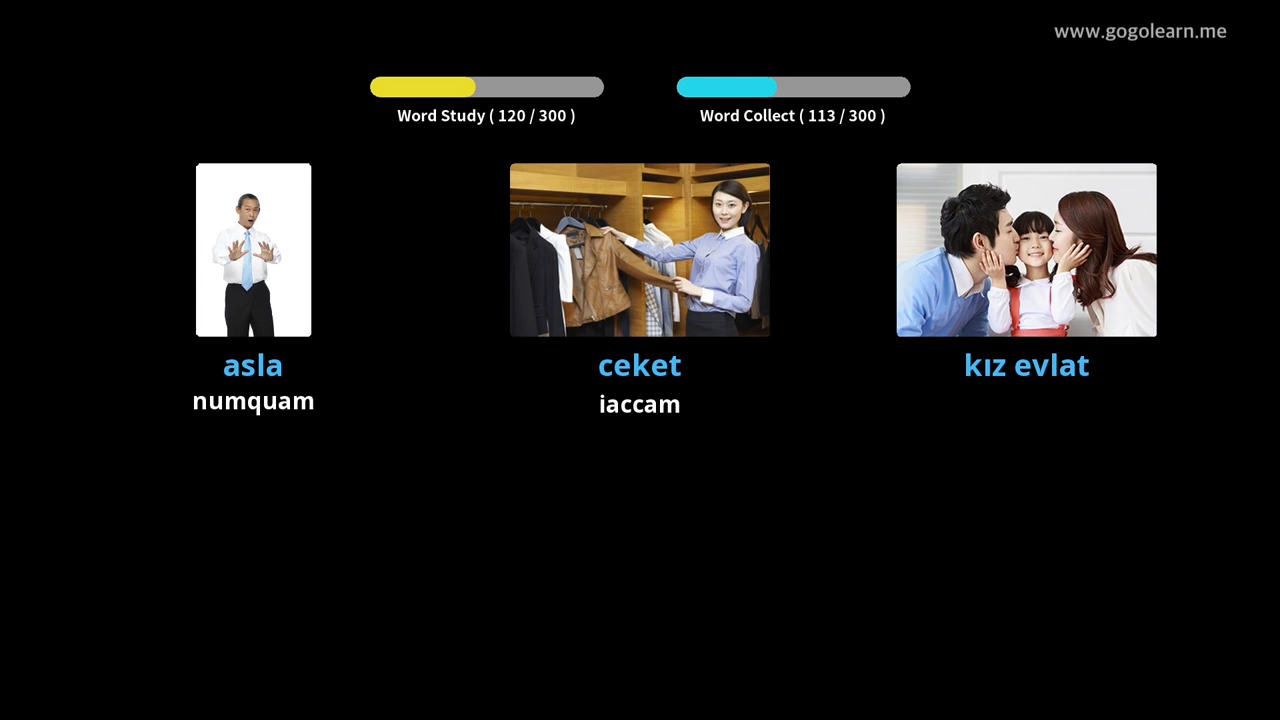 www.gogolearn.me
Word Study ( 120 / 300 )
Word Collect ( 113 / 300 )
asla
ceket
kız evlat
numquam
iaccam